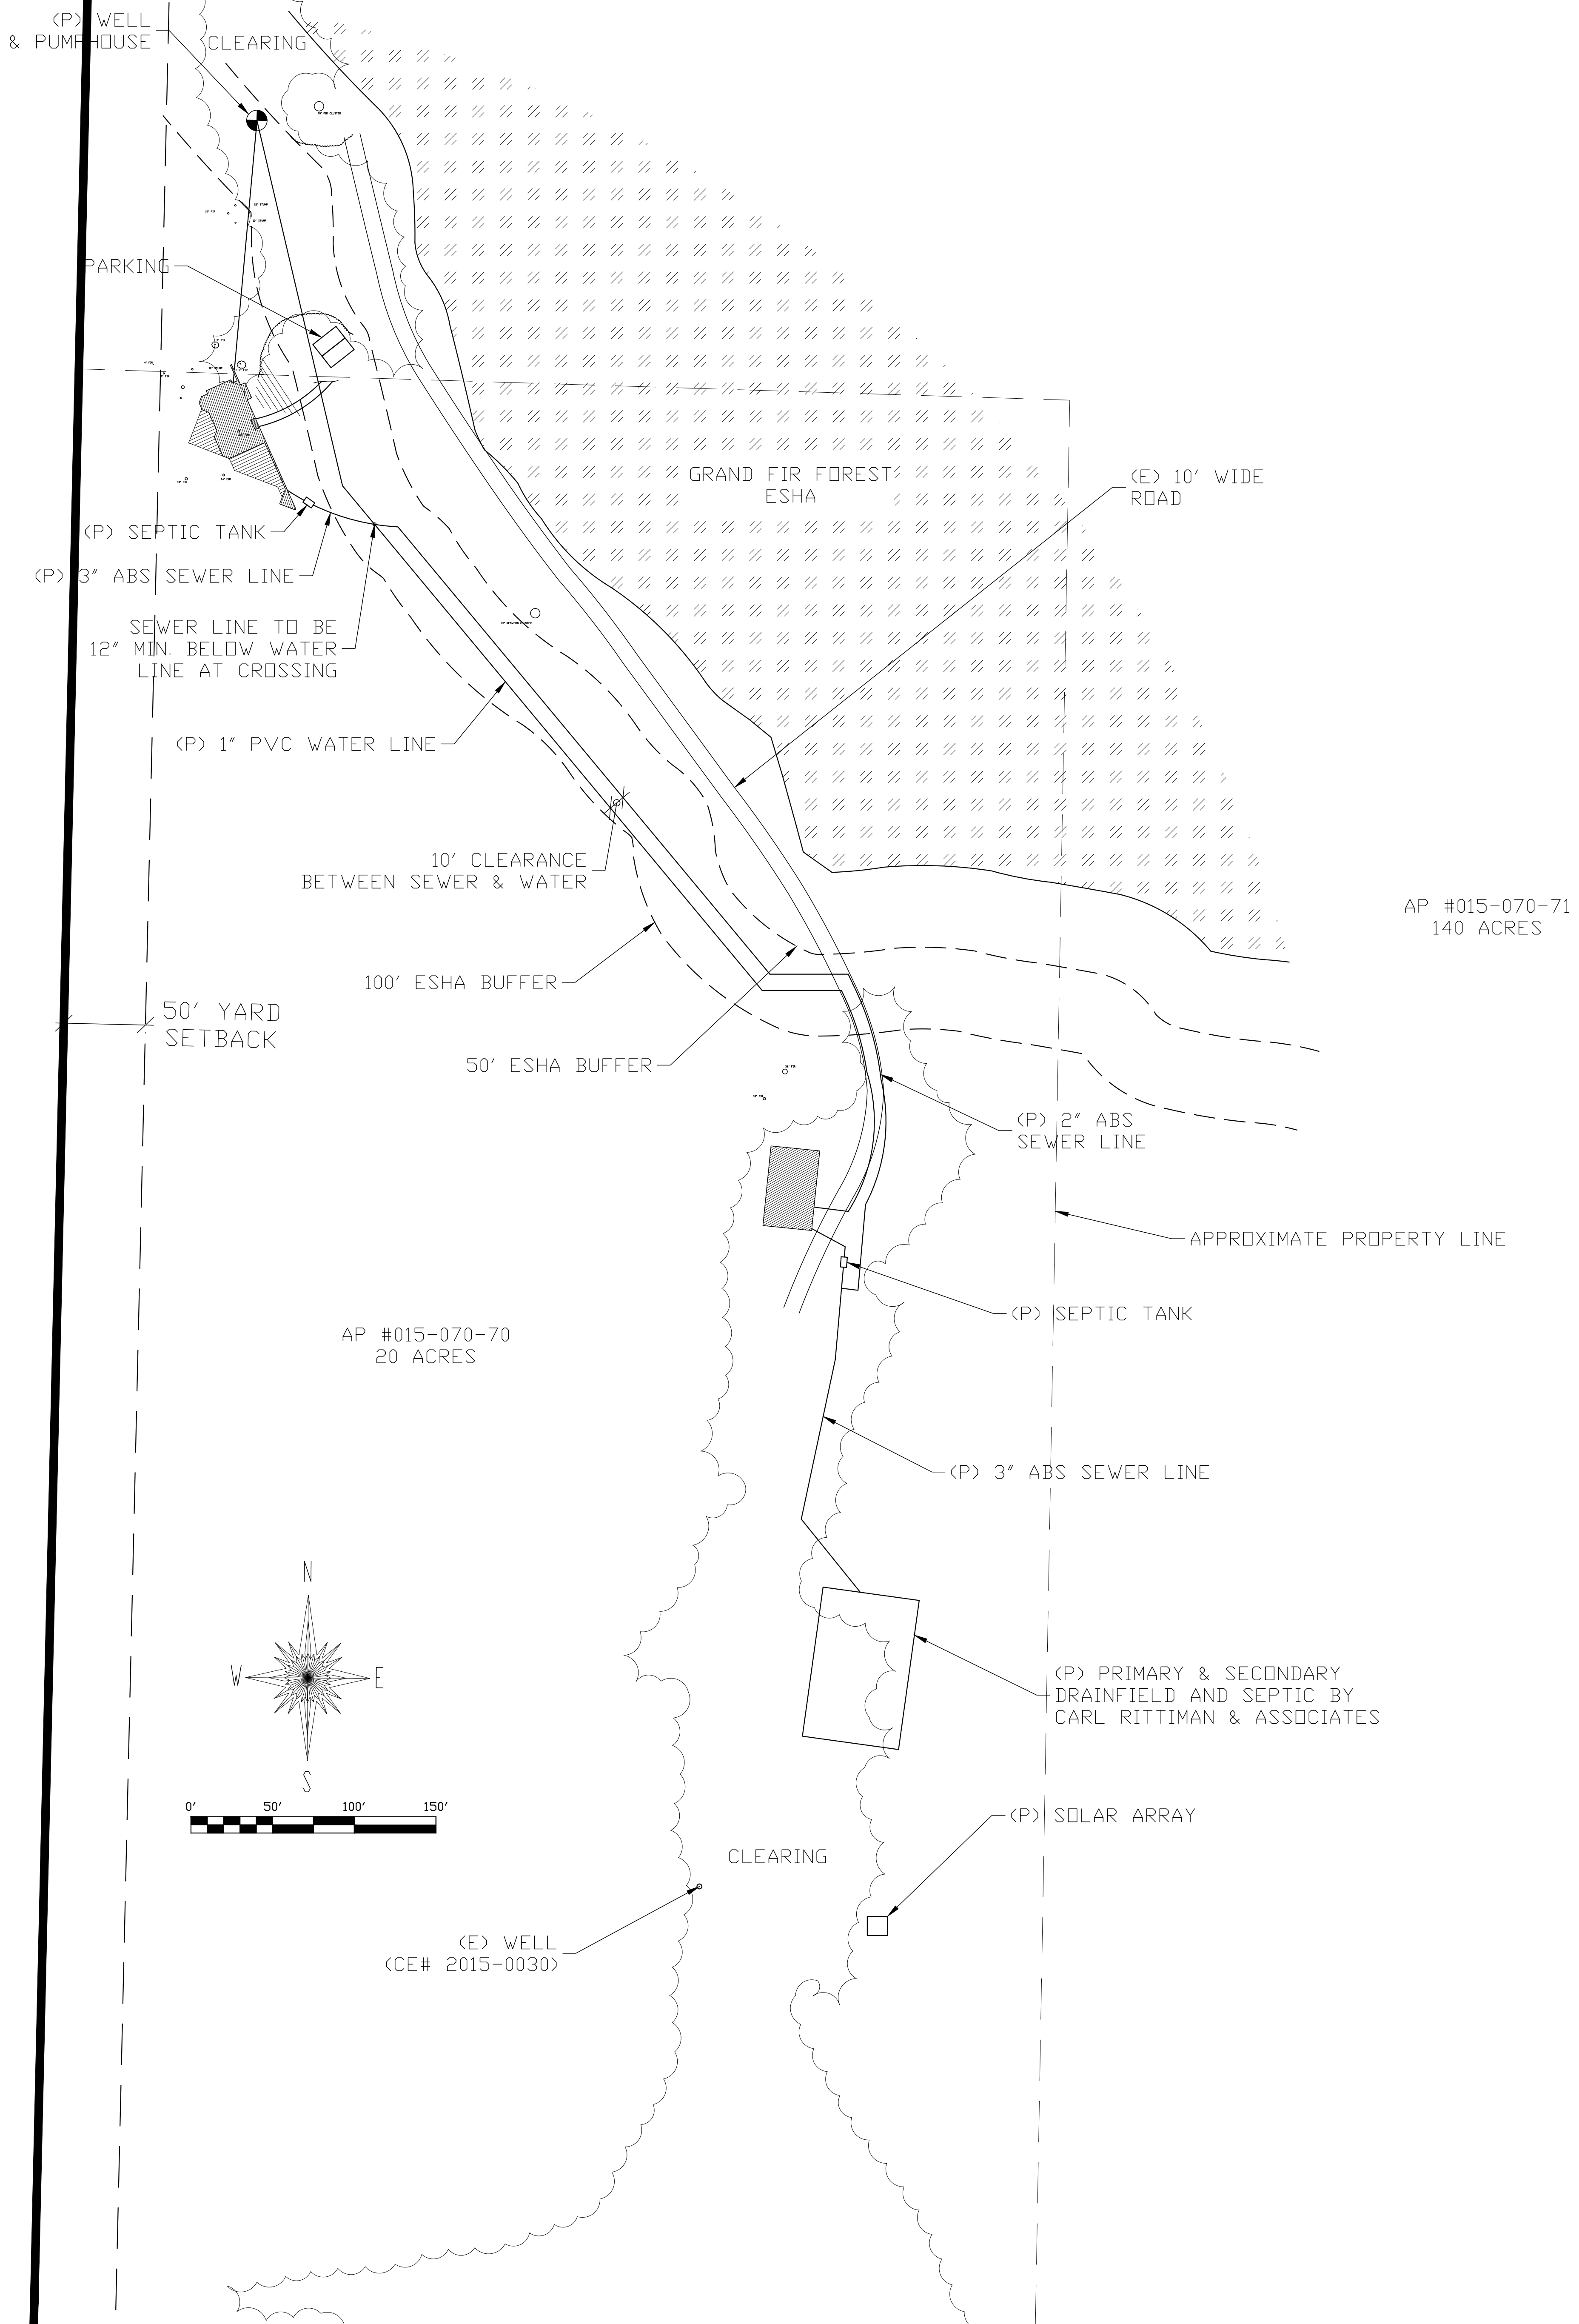 (P) WELL
& PUMPHOUSE
CLEARING
PARKING
GRAND FIR FOREST
ESHA
(E) 10' WIDE
ROAD
(P) SEPTIC TANK
(P) 3" ABS SEWER LINE
SEWER LINE TO BE
12" MIN. BELOW WATER
LINE AT CROSSING
(P) 1" PVC WATER LINE
10' CLEARANCE
BETWEEN SEWER & WATER
AP #015-070-71
140 ACRES
100' ESHA BUFFER
50' YARD
SETBACK
50' ESHA BUFFER
(P) 2" ABS
SEWER LINE
APPROXIMATE PROPERTY LINE
(P) SEPTIC TANK
AP #015-070-70
20 ACRES
(P) 3" ABS SEWER LINE
N
W
E
S
(P) PRIMARY & SECONDARY
DRAINFIELD AND SEPTIC BY
CARL RITTIMAN & ASSOCIATES
0' 50' 100' 150'
(P) SOLAR ARRAY
CLEARING
(E) WELL
(CE# 2015-0030)